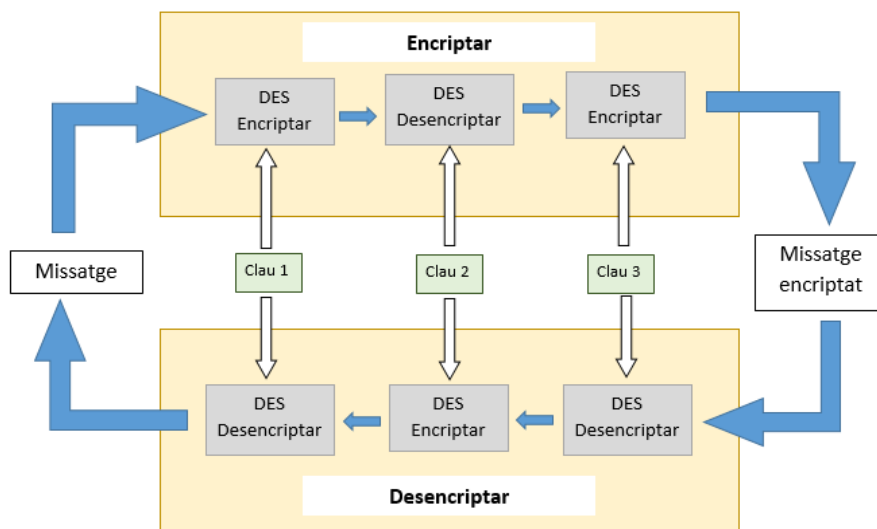 Encriptar
DES
Encriptar
DES
Desencriptar
DES
Encriptar
Missatge
Clau 1
Clau 2
Clau 3
Missatge
encriptat
DES
Desencriptar
DES
Encriptar
DES
Desencriptar
Desencriptar